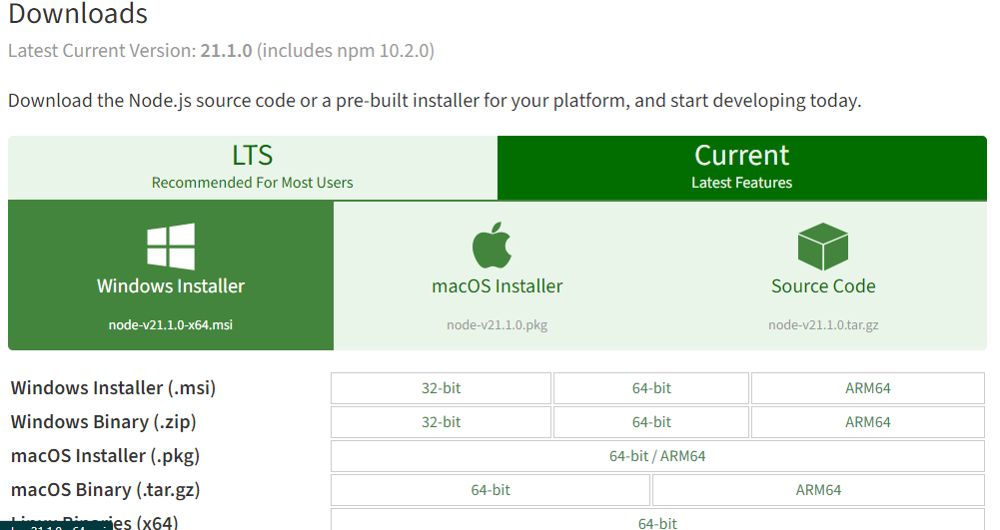 Downloads
Latest Current Version: 21.1.0 (includes npm 10.2.0)
Download the Node.js source code or a pre-built installer for your platform, and start developing today.
LTS
Recommended For Most Users
Current
Latest Features
Windows Installer
node-v21.1.0-x64.msi
macOS Installer
node-v21.1.0.pkg
Source Code
node-v21.1.0.tar.gz
Windows Installer (.msi) 32-bit 64-bit ARM64
Windows Binary (.zip) 32-bit 64-bit ARM64
macOS Installer (.pkg) 64-bit / ARM64
macOS Binary (.tar.gz) 64-bit ARM64
Linux Binaries (x64) 64-bit